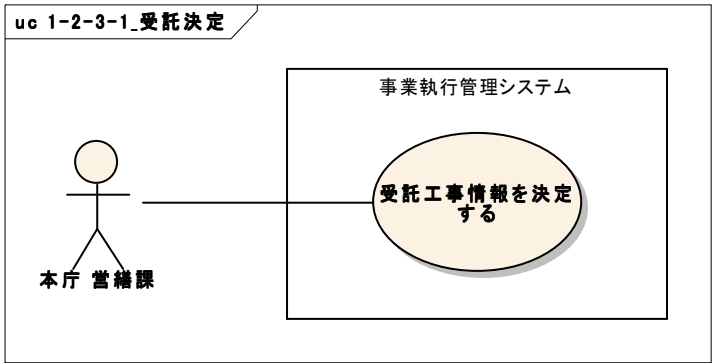 uc 1-2-3-1_受託決定
事業執行管理システム
受託工事情報を決定
する
本庁 営繕課